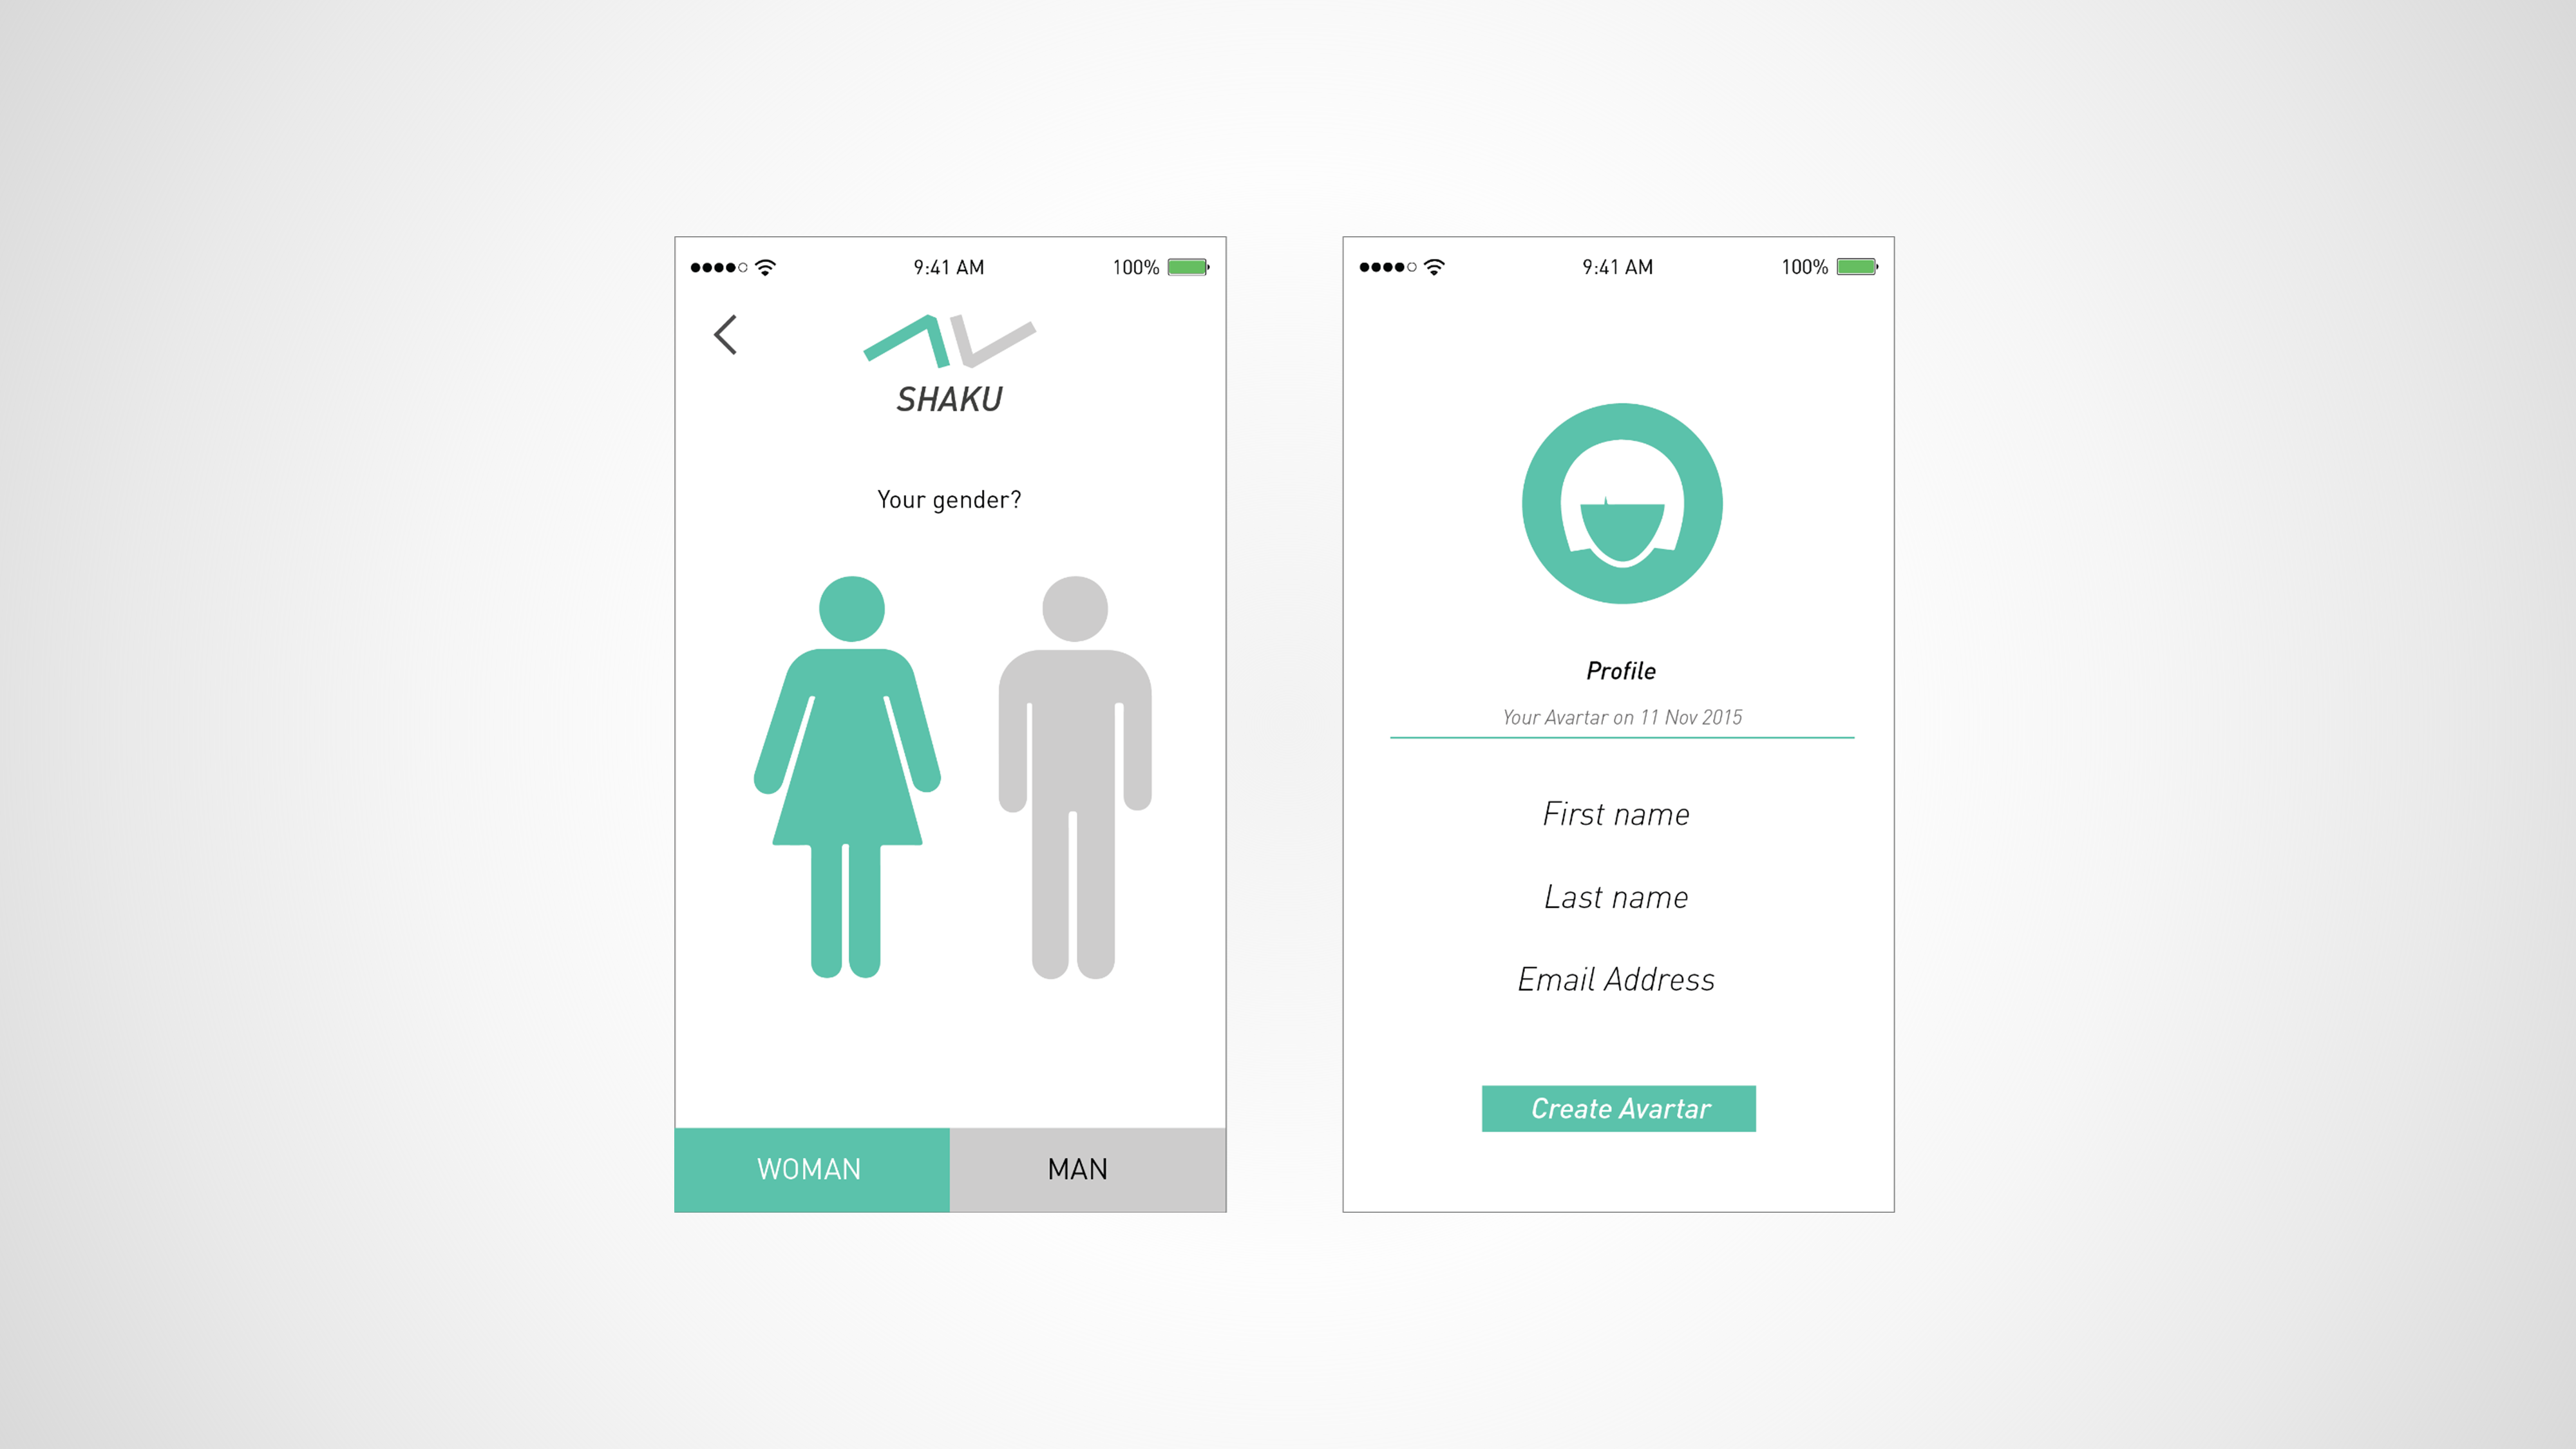 9:41 AM 100%
SHAKU
Your gender?
WOMAN MAN
9:41 AM 100%
Profile
Your Avartar on 11 Nov 2015
First name
Last name
Email Address
Create Avartar